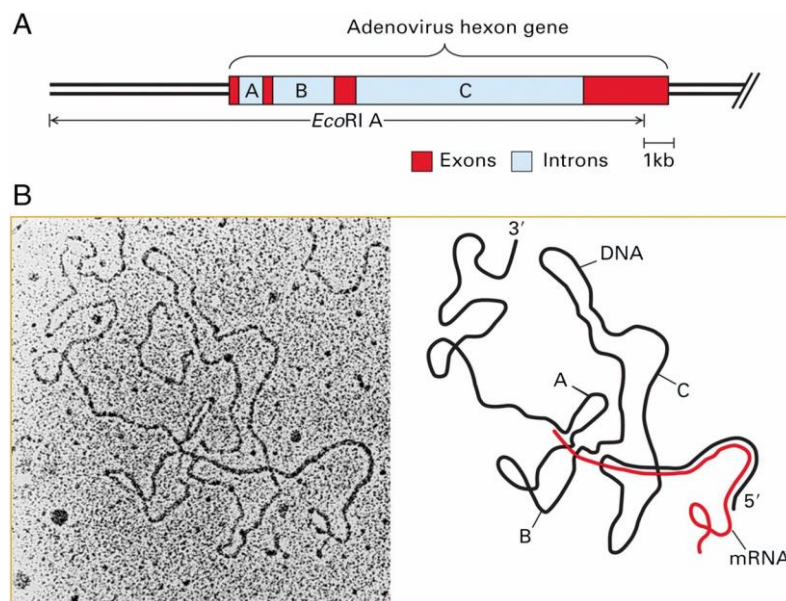 A
Adenovirus hexon gene
A B C
EcoRI A
1kb
Exons Introns
B
3′
DNA
A
C
B
5′
mRNA